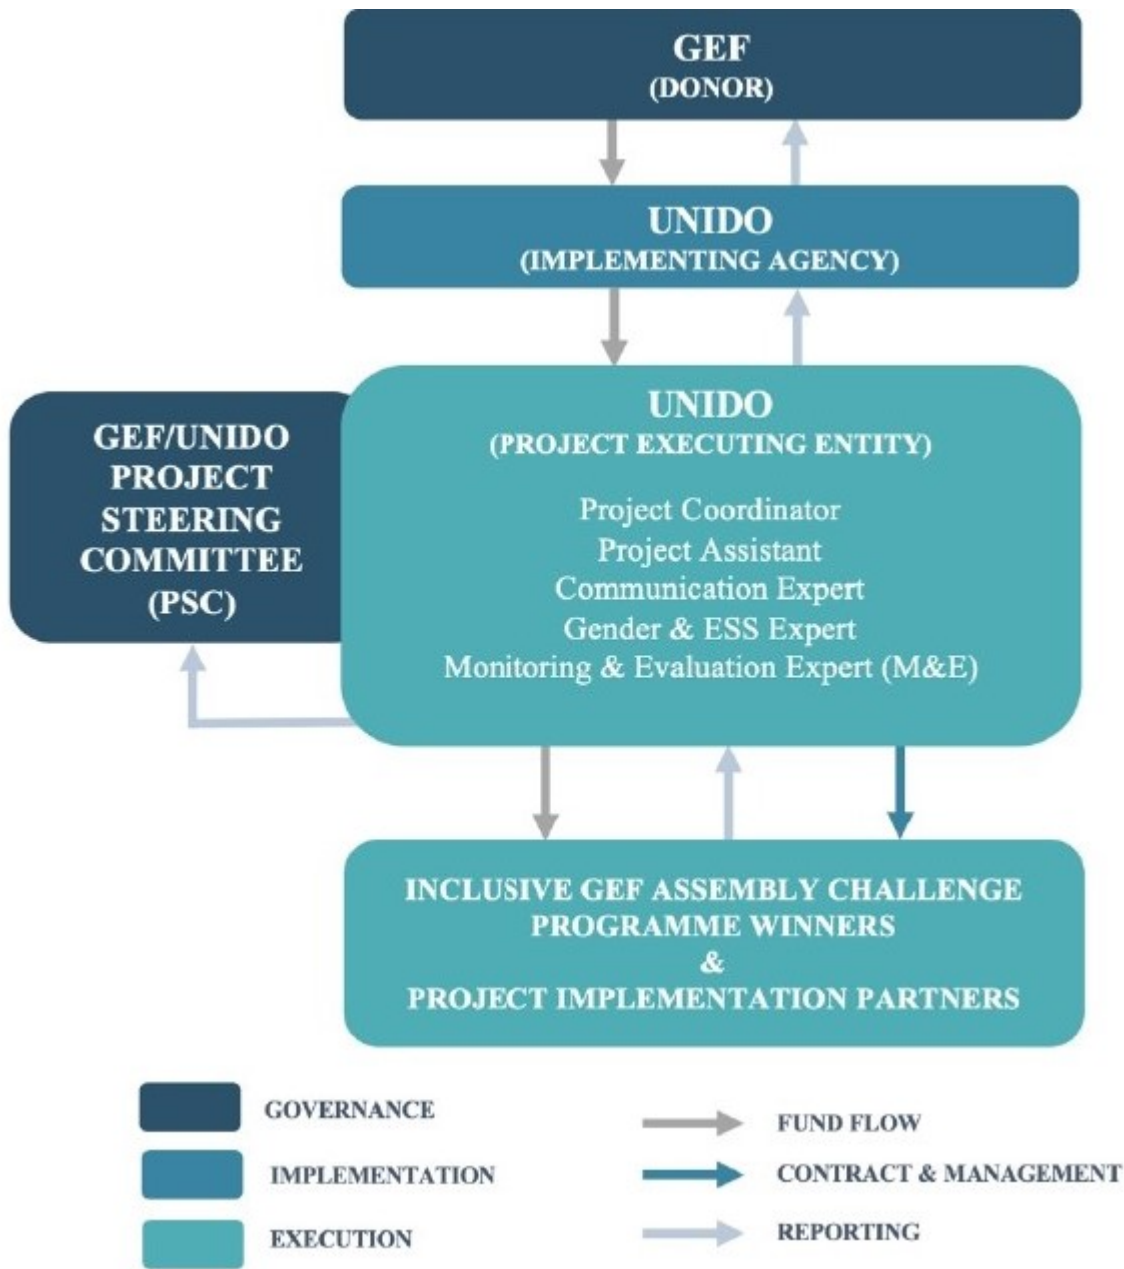 GEF
(DONOR)
UNIDO
(IMPLEMENTING AGENCY)
GEF/UNIDO
PROJECT
STEERING
COMMITTEE
(PSC)
UNIDO
(PROJECT EXECUTING ENTITY)
Project Coordinator
Project Assistant
Communication Expert
Gender & ESS Expert
Monitoring & Evaluation Expert (M&E)
INCLUSIVE GEF ASSEMBLY CHALLENGE
PROGRAMME WINNERS
&
PROJECT IMPLEMENTATION PARTNERS
GOVERNANCE
IMPLEMENTATION
EXECUTION
FUND FLOW
CONTRACT & MANAGEMENT
REPORTING